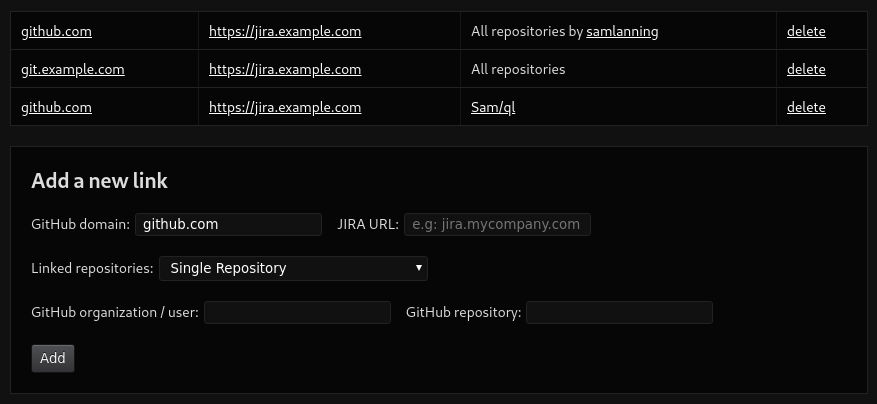 github.com https://jira.example.com All repositories by samlanning delete
git.example.com https://jira.example.com All repositories delete
github.com https://jira.example.com Sam/ql delete
Add a new link
GitHub domain: github.com JIRA URL: e.g: jira.mycompany.com
Linked repositories: Single Repository
GitHub organization / user: GitHub repository:
Add